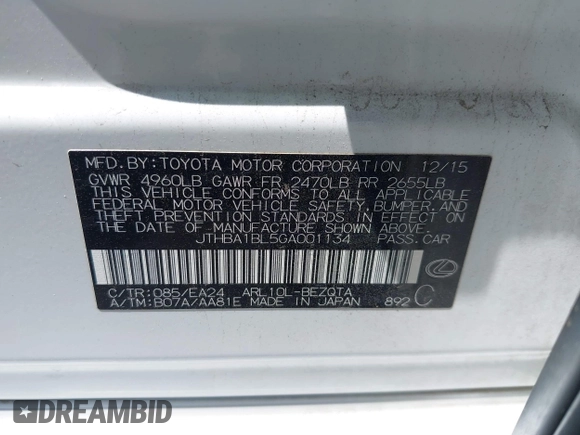 MFD. BY: TOYOTA MOTOR CORPORATION 12/15
GVWR 4960LB GAWR FR 2470LB RR 2655LB
THIS VEHICLE CONFORMS TO ALL APPLICABLE
FEDERAL MOTOR VEHICLE SAFETY, BUMPER, AND
THEFT PREVENTION STANDARDS IN EFFECT ON
THE DATE OF MANUFACTURE SHOWN ABOVE.
JTHBA1BL5GA001134 PASS. CAR
C/TR: 085/EA24 ARL10L-BEZQTA
A/TM: B07A/AA81E MADE IN JAPAN 892 C
DREAMBID